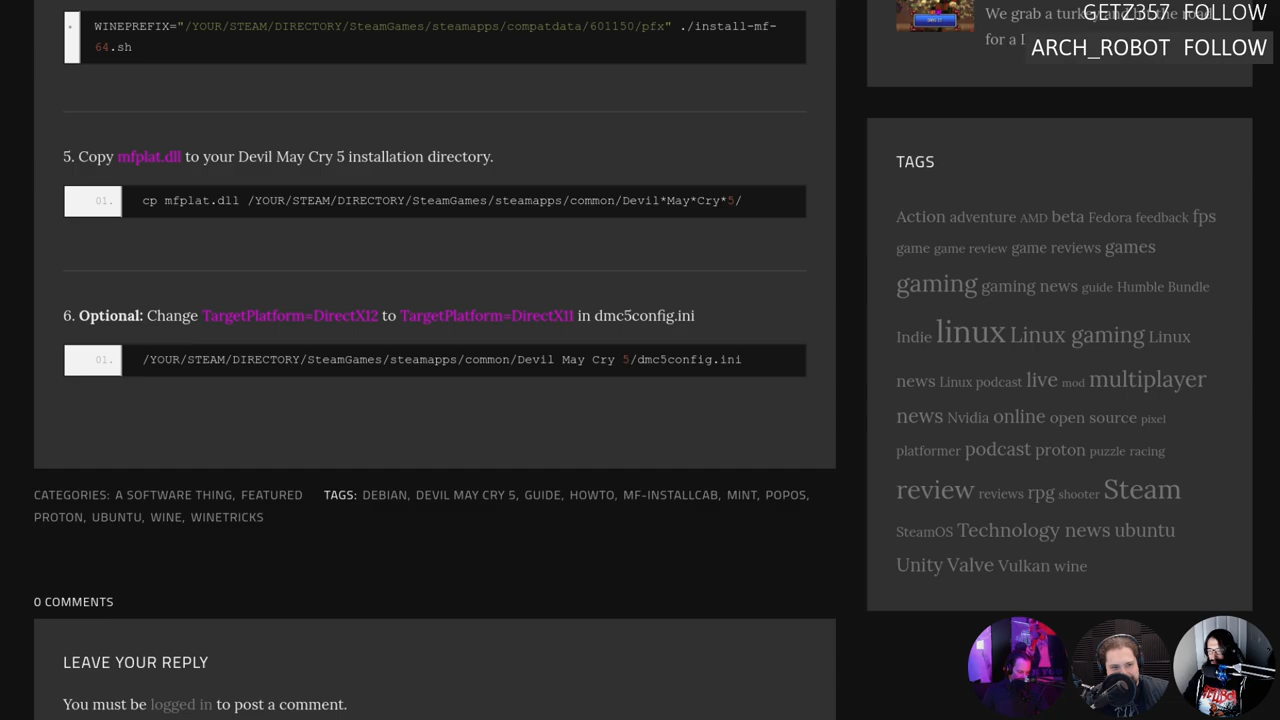 WINEPREFIX="/YOUR/STEAM/DIRECTORY/SteamGames/steamapps/compatdata/601150/pfx" ./install-mf-
64.sh
5. Copy mfplat.dll to your Devil May Cry 5 installation directory.
01. cp mfplat.dll /YOUR/STEAM/DIRECTORY/SteamGames/steamapps/common/Devil*May*Cry*5/
6. Optional: Change TargetPlatform=DirectX12 to TargetPlatform=DirectX11 in dmc5config.ini
01. /YOUR/STEAM/DIRECTORY/SteamGames/steamapps/common/Devil May Cry 5/dmc5config.ini
CATEGORIES: A SOFTWARE THING, FEATURED TAGS: DEBIAN, DEVIL MAY CRY 5, GUIDE, HOWTO, MF-INSTALLCAB, MINT, POPOS,
PROTON, UBUNTU, WINE, WINETRICKS
0 COMMENTS
LEAVE YOUR REPLY
You must be logged in to post a comment.
We grab a turkey
for a
GETZ357 FOLLOW
ARCH_ROBOT FOLLOW
TAGS
Action adventure AMD beta Fedora feedback fps
game game review game reviews games
gaming gaming news guide Humble Bundle
Indie linux Linux gaming Linux
news Linux podcast live mod multiplayer
news Nvidia online open source pixel
platformer podcast proton puzzle racing
review reviews rpg shooter Steam
SteamOS Technology news ubuntu
Unity Valve Vulkan wine